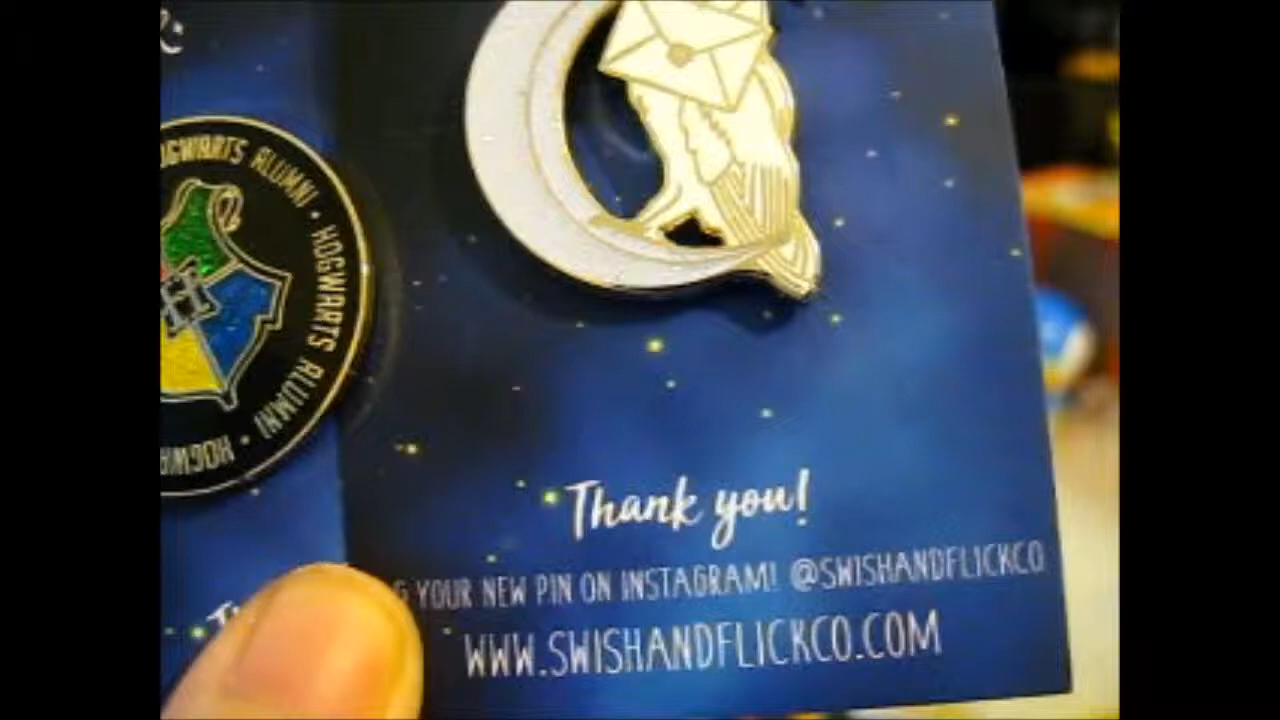 HOGWARTS ALUMNI • HOGWARTS ALUMNI •
H
Thank you!
YOUR NEW PIN ON INSTAGRAM! @SWISHANDFLICKCO
WWW.SWISHANDFLICKCO.COM